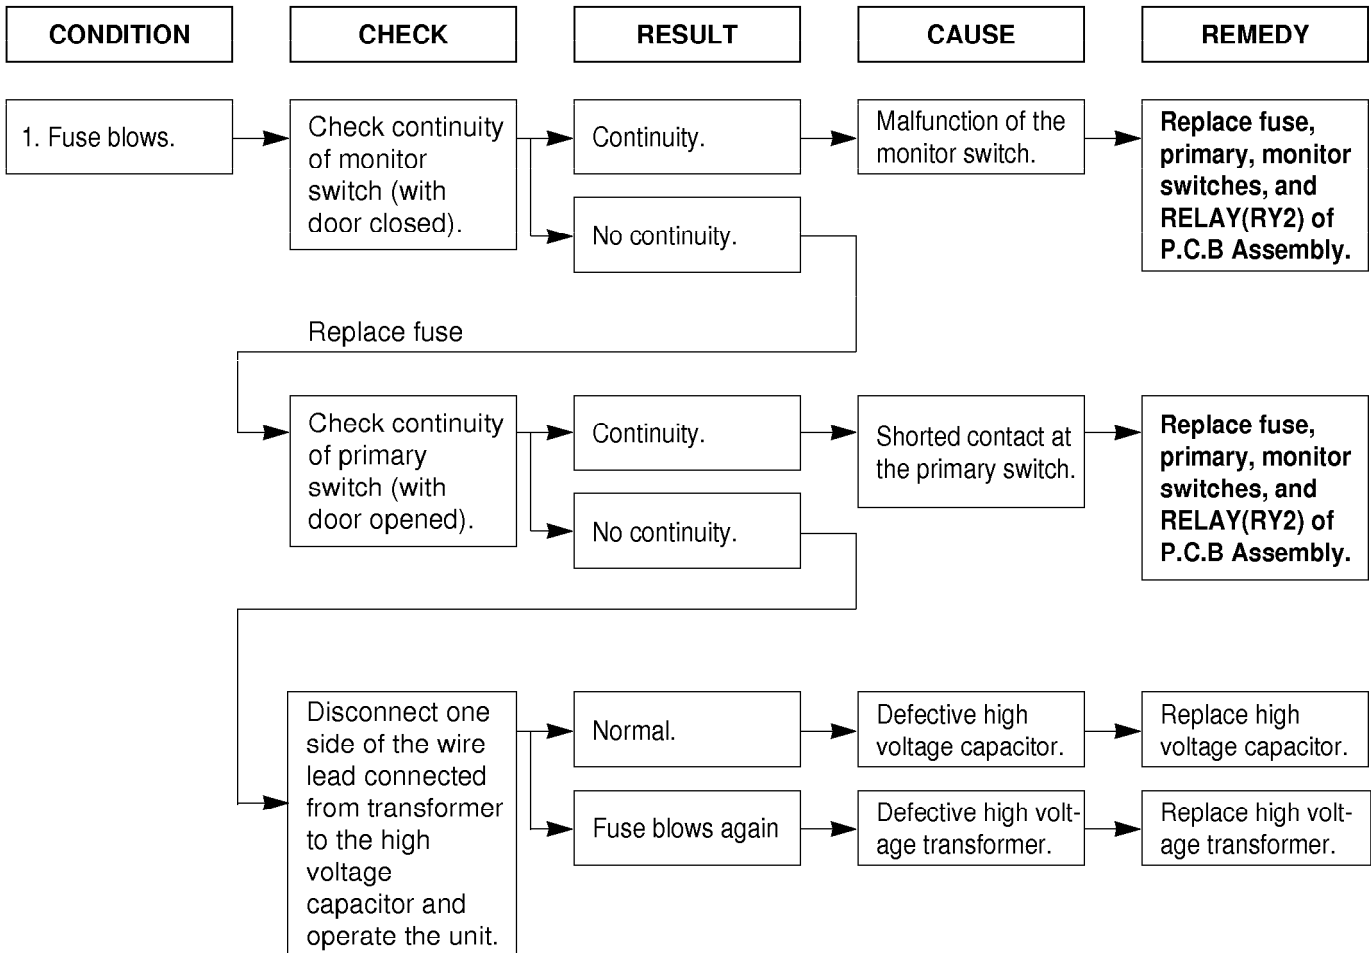 CONDITION
CHECK
RESULT
CAUSE
REMEDY
1. Fuse blows.
Check continuity
of monitor
switch (with
door closed).
Continuity.
Malfunction of the
monitor switch.
Replace fuse,
primary, monitor
switches, and
RELAY(RY2) of
P.C.B Assembly.
No continuity.
Replace fuse
Check continuity
of primary
switch (with
door opened).
Continuity.
Shorted contact at
the primary switch.
Replace fuse,
primary, monitor
switches, and
RELAY(RY2) of
P.C.B Assembly.
No continuity.
Disconnect one
side of the wire
lead connected
from transformer
to the high
voltage
capacitor and
operate the unit.
Normal.
Defective high
voltage capacitor.
Replace high
voltage capacitor.
Fuse blows again
Defective high volt-
age transformer.
Replace high volt-
age transformer.